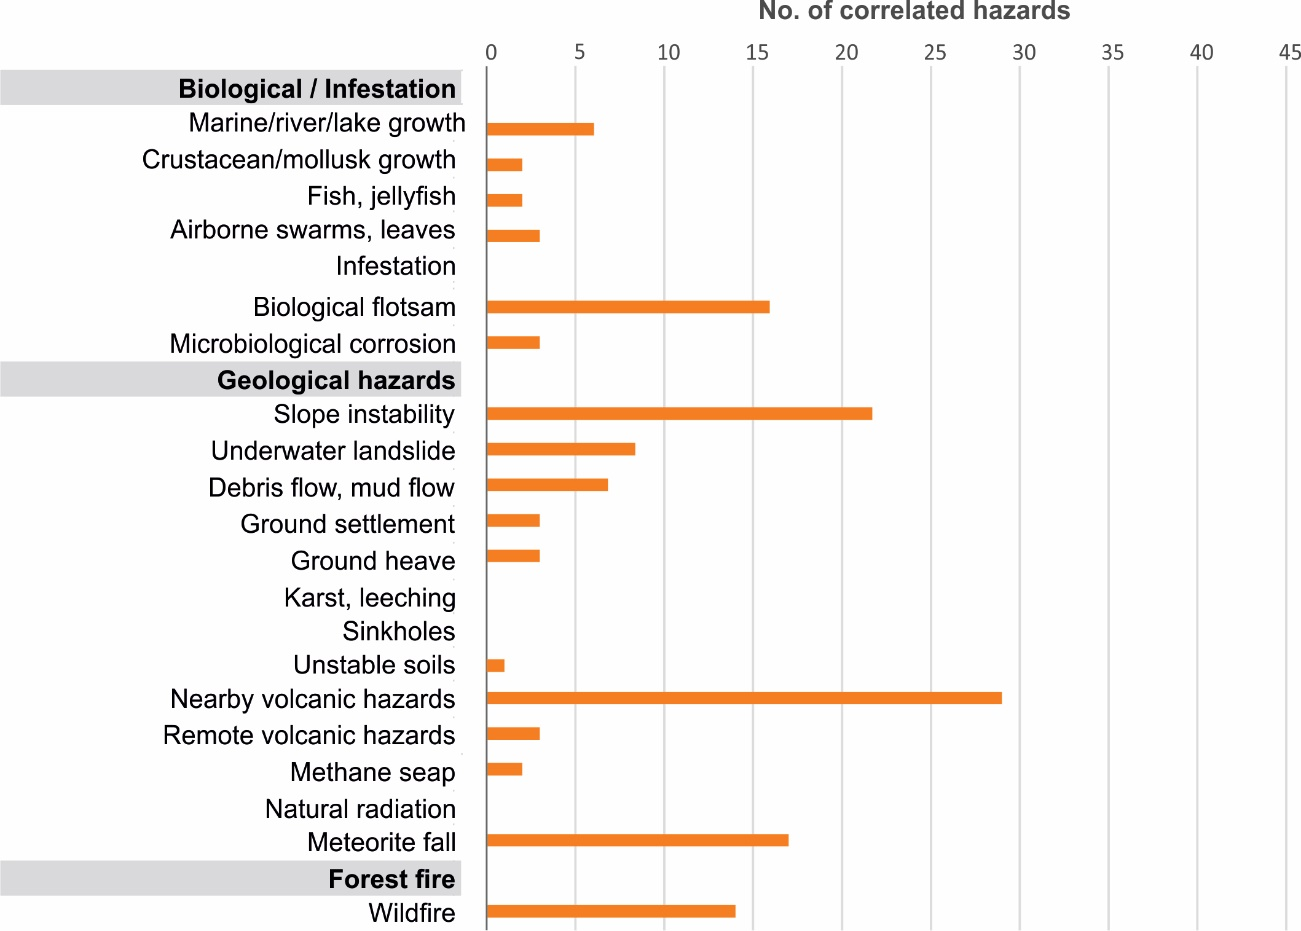 No. of correlated hazards
0 5 10 15 20 25 30 35 40 45
Biological / Infestation
Marine/river/lake growth
Crustacean/mollusk growth
Fish, jellyfish
Airborne swarms, leaves
Infestation
Biological flotsam
Microbiological corrosion
Geological hazards
Slope instability
Underwater landslide
Debris flow, mud flow
Ground settlement
Ground heave
Karst, leeching
Sinkholes
Unstable soils
Nearby volcanic hazards
Remote volcanic hazards
Methane seap
Natural radiation
Meteorite fall
Forest fire
Wildfire